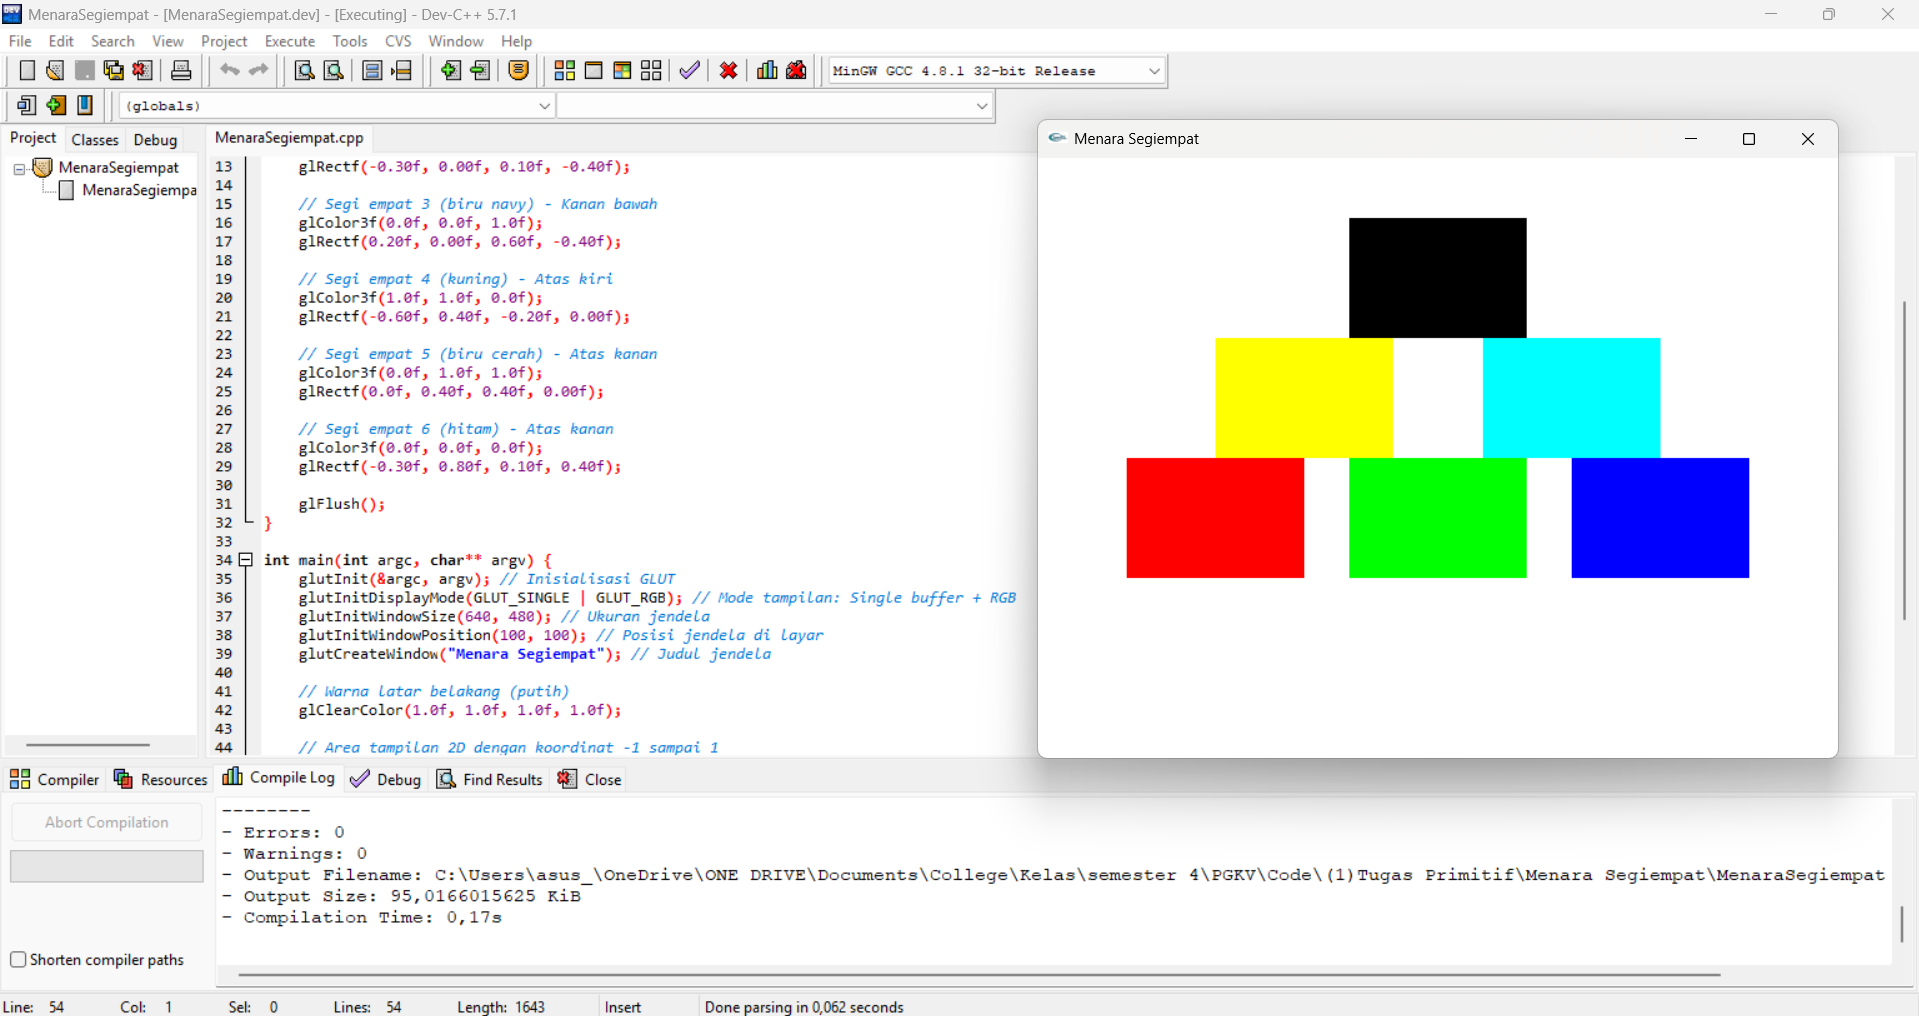 MenaraSegiempat - [MenaraSegiempat.dev] - [Executing] - Dev-C++ 5.7.1
File Edit Search View Project Execute Tools CVS Window Help
MinGW GCC 4.8.1 32-bit Release
(globals)
Project Classes Debug
MenaraSegiempat.cpp
MenaraSegiempat
MenaraSegiempa
13 glRectf(-0.30f, 0.00f, 0.10f, -0.40f);
14
15 // Segi empat 3 (biru navy) - Kanan bawah
16 glColor3f(0.0f, 0.0f, 1.0f);
17 glRectf(0.20f, 0.00f, 0.60f, -0.40f);
18
19 // Segi empat 4 (kuning) - Atas kiri
20 glColor3f(1.0f, 1.0f, 0.0f);
21 glRectf(-0.60f, 0.40f, -0.20f, 0.00f);
22
23 // Segi empat 5 (biru cerah) - Atas kanan
24 glColor3f(0.0f, 1.0f, 1.0f);
25 glRectf(0.0f, 0.40f, 0.40f, 0.00f);
26
27 // Segi empat 6 (hitam) - Atas kanan
28 glColor3f(0.0f, 0.0f, 0.0f);
29 glRectf(-0.30f, 0.80f, 0.10f, 0.40f);
30
31 glFlush();
32 }
33
34 int main(int argc, char** argv) {
35 glutInit(&argc, argv); // Inisialisasi GLUT
36 glutInitDisplayMode(GLUT_SINGLE | GLUT_RGB); // Mode tampilan: Single buffer + RGB
37 glutInitWindowSize(640, 480); // Ukuran jendela
38 glutInitWindowPosition(100, 100); // Posisi jendela di layar
39 glutCreateWindow("Menara Segiempat"); // Judul jendela
40
41 // Warna latar belakang (putih)
42 glClearColor(1.0f, 1.0f, 1.0f, 1.0f);
43
44 // Area tampilan 2D dengan koordinat -1 sampai 1
Menara Segiempat
Compiler Resources Compile Log Debug Find Results Close
Abort Compilation
Shorten compiler paths
--------
- Errors: 0
- Warnings: 0
- Output Filename: C:\Users\asus_\OneDrive\ONE DRIVE\Documents\College\Kelas\semester 4\PGKV\Code\(1)Tugas Primitif\Menara Segiempat\MenaraSegiempat
- Output Size: 95,0166015625 KiB
- Compilation Time: 0,17s
Line: 54 Col: 1 Sel: 0 Lines: 54 Length: 1643 Insert Done parsing in 0,062 seconds